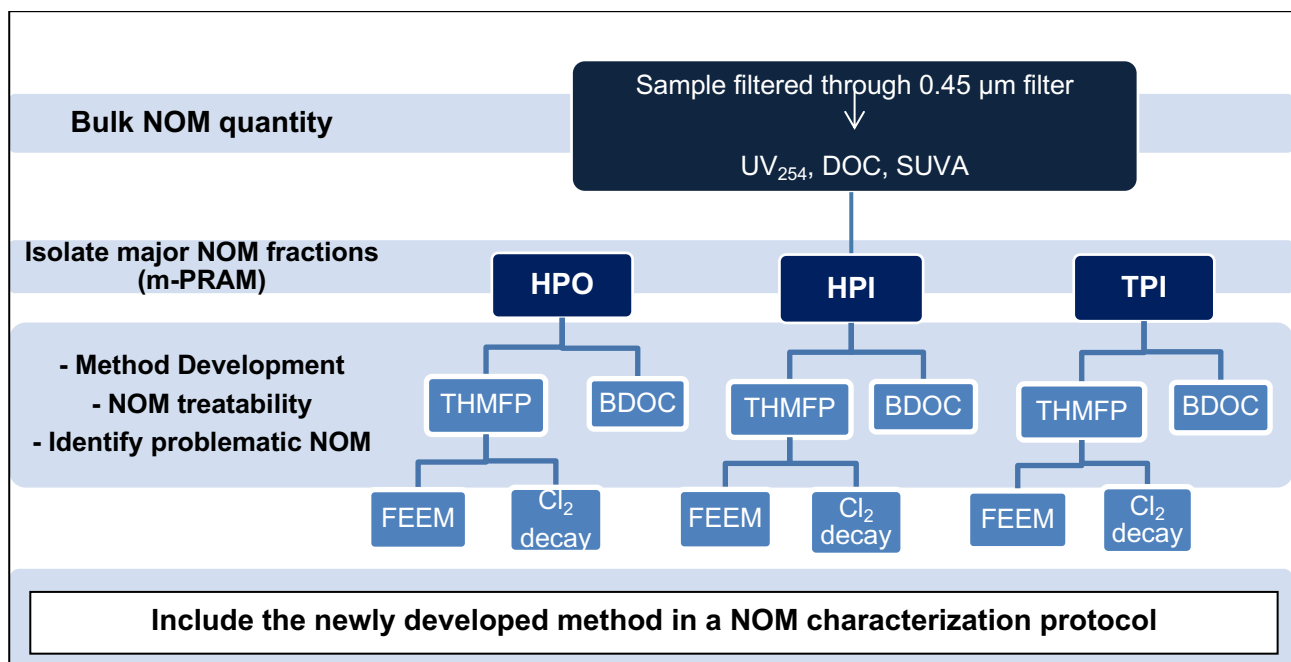 Sample filtered through 0.45 µm filter
Bulk NOM quantity
UV₂₅₄, DOC, SUVA
Isolate major NOM fractions
(m-PRAM)
HPO
HPI
TPI
- Method Development
- NOM treatability
- Identify problematic NOM
THMFP
BDOC
THMFP
BDOC
THMFP
BDOC
FEEM
Cl₂
decay
FEEM
Cl₂
decay
FEEM
Cl₂
decay
Include the newly developed method in a NOM characterization protocol